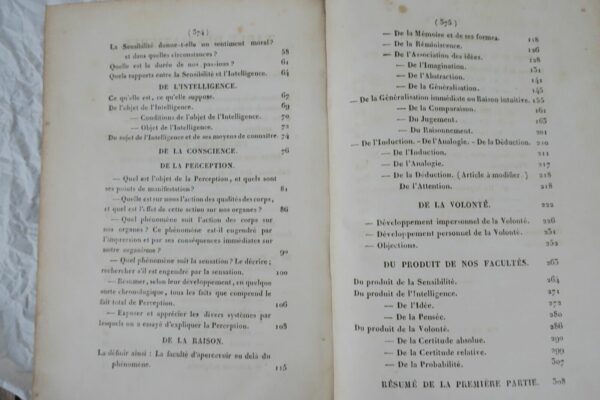 ( 574 )
La Sensibilité donne-t-elle un sentiment moral?
et dans quelles circonstances? 58
Quelle est la durée de nos passions? 61
Quels rapports entre la Sensibilité et l'Intelligence. 64
DE L'INTELLIGENCE.
Ce qu'elle est, ce qu'elle suppose. 67
De l'objet de l'Intelligence. 69
— Conditions de l'objet de l'Intelligence. 70
— Objet de l'Intelligence. 72
Du sujet de l'Intelligence et de ses moyens de connaître. 74
DE LA CONSCIENCE. 76
DE LA PERCEPTION.
— Quel est l'objet de la Perception, et quels sont
ses points de manifestation? 81
— Quelle est sur nous l'action des qualités des corps,
et quel est l'effet de cette action sur nos organes? 86
— Quel phénomène suit l'action des corps sur
nos organes? Ce phénomène est-il engendré par
l'impression et par ses conséquences immédiates sur
notre organisme? 90
— Quel phénomène suit la sensation? Le décrire;
rechercher s'il est engendré par la sensation. 100
— Résumer, selon leur développement, en quelque
sorte chronologique, tous les faits que comprend le
fait total de Perception. 106
— Exposer et apprécier les divers systèmes par
lesquels on a essayé d'expliquer la Perception. 108
DE LA RAISON.
La définir ainsi : La faculté d'apercevoir au delà du
phénomène. 115
( 575 )
— De la Mémoire et de ses formes. 118
— De la Réminiscence. 126
— De l'Association des idées. 128
— De l'Imagination. 131
— De l'Abstraction. 141
— De la Généralisation. 145
— De la Généralisation immédiate ou Raison intuitive. 155
— De la Comparaison. 161
— Du Jugement. 163
— Du Raisonnement. 201
— De l'Induction. - De l'Analogie. - De la Déduction. 210
— De l'Induction. 211
— De l'Analogie. 217
— De la Déduction. (Article à modifier.) 218
De l'Attention. 218
DE LA VOLONTÉ. 222
— Développement impersonnel de la Volonté. 226
— Développement personnel de la Volonté. 231
— Objections. 252
DU PRODUIT DE NOS FACULTÉS. 263
Du produit de la Sensibilité. 264
Du produit de l'Intelligence. 271
— De l'Idée. 272
— De la Pensée. 280
Du produit de la Volonté. 286
— De la Certitude absolue. 290
— De la Certitude relative. 299
— De la Probabilité. 307
RÉSUMÉ DE LA PREMIÈRE PARTIE. 308